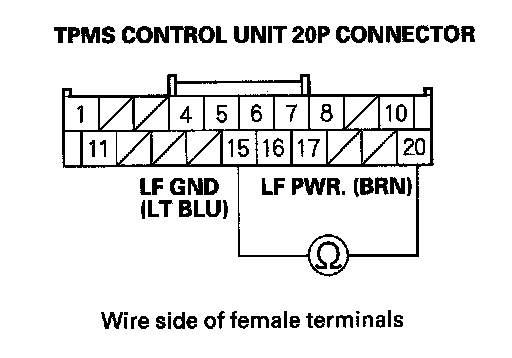 TPMS CONTROL UNIT 20P CONNECTOR
1 4 5 6 7 8 10
11 15 16 17 20
LF GND LF PWR. (BRN)
(LT BLU)
Ω
Wire side of female terminals